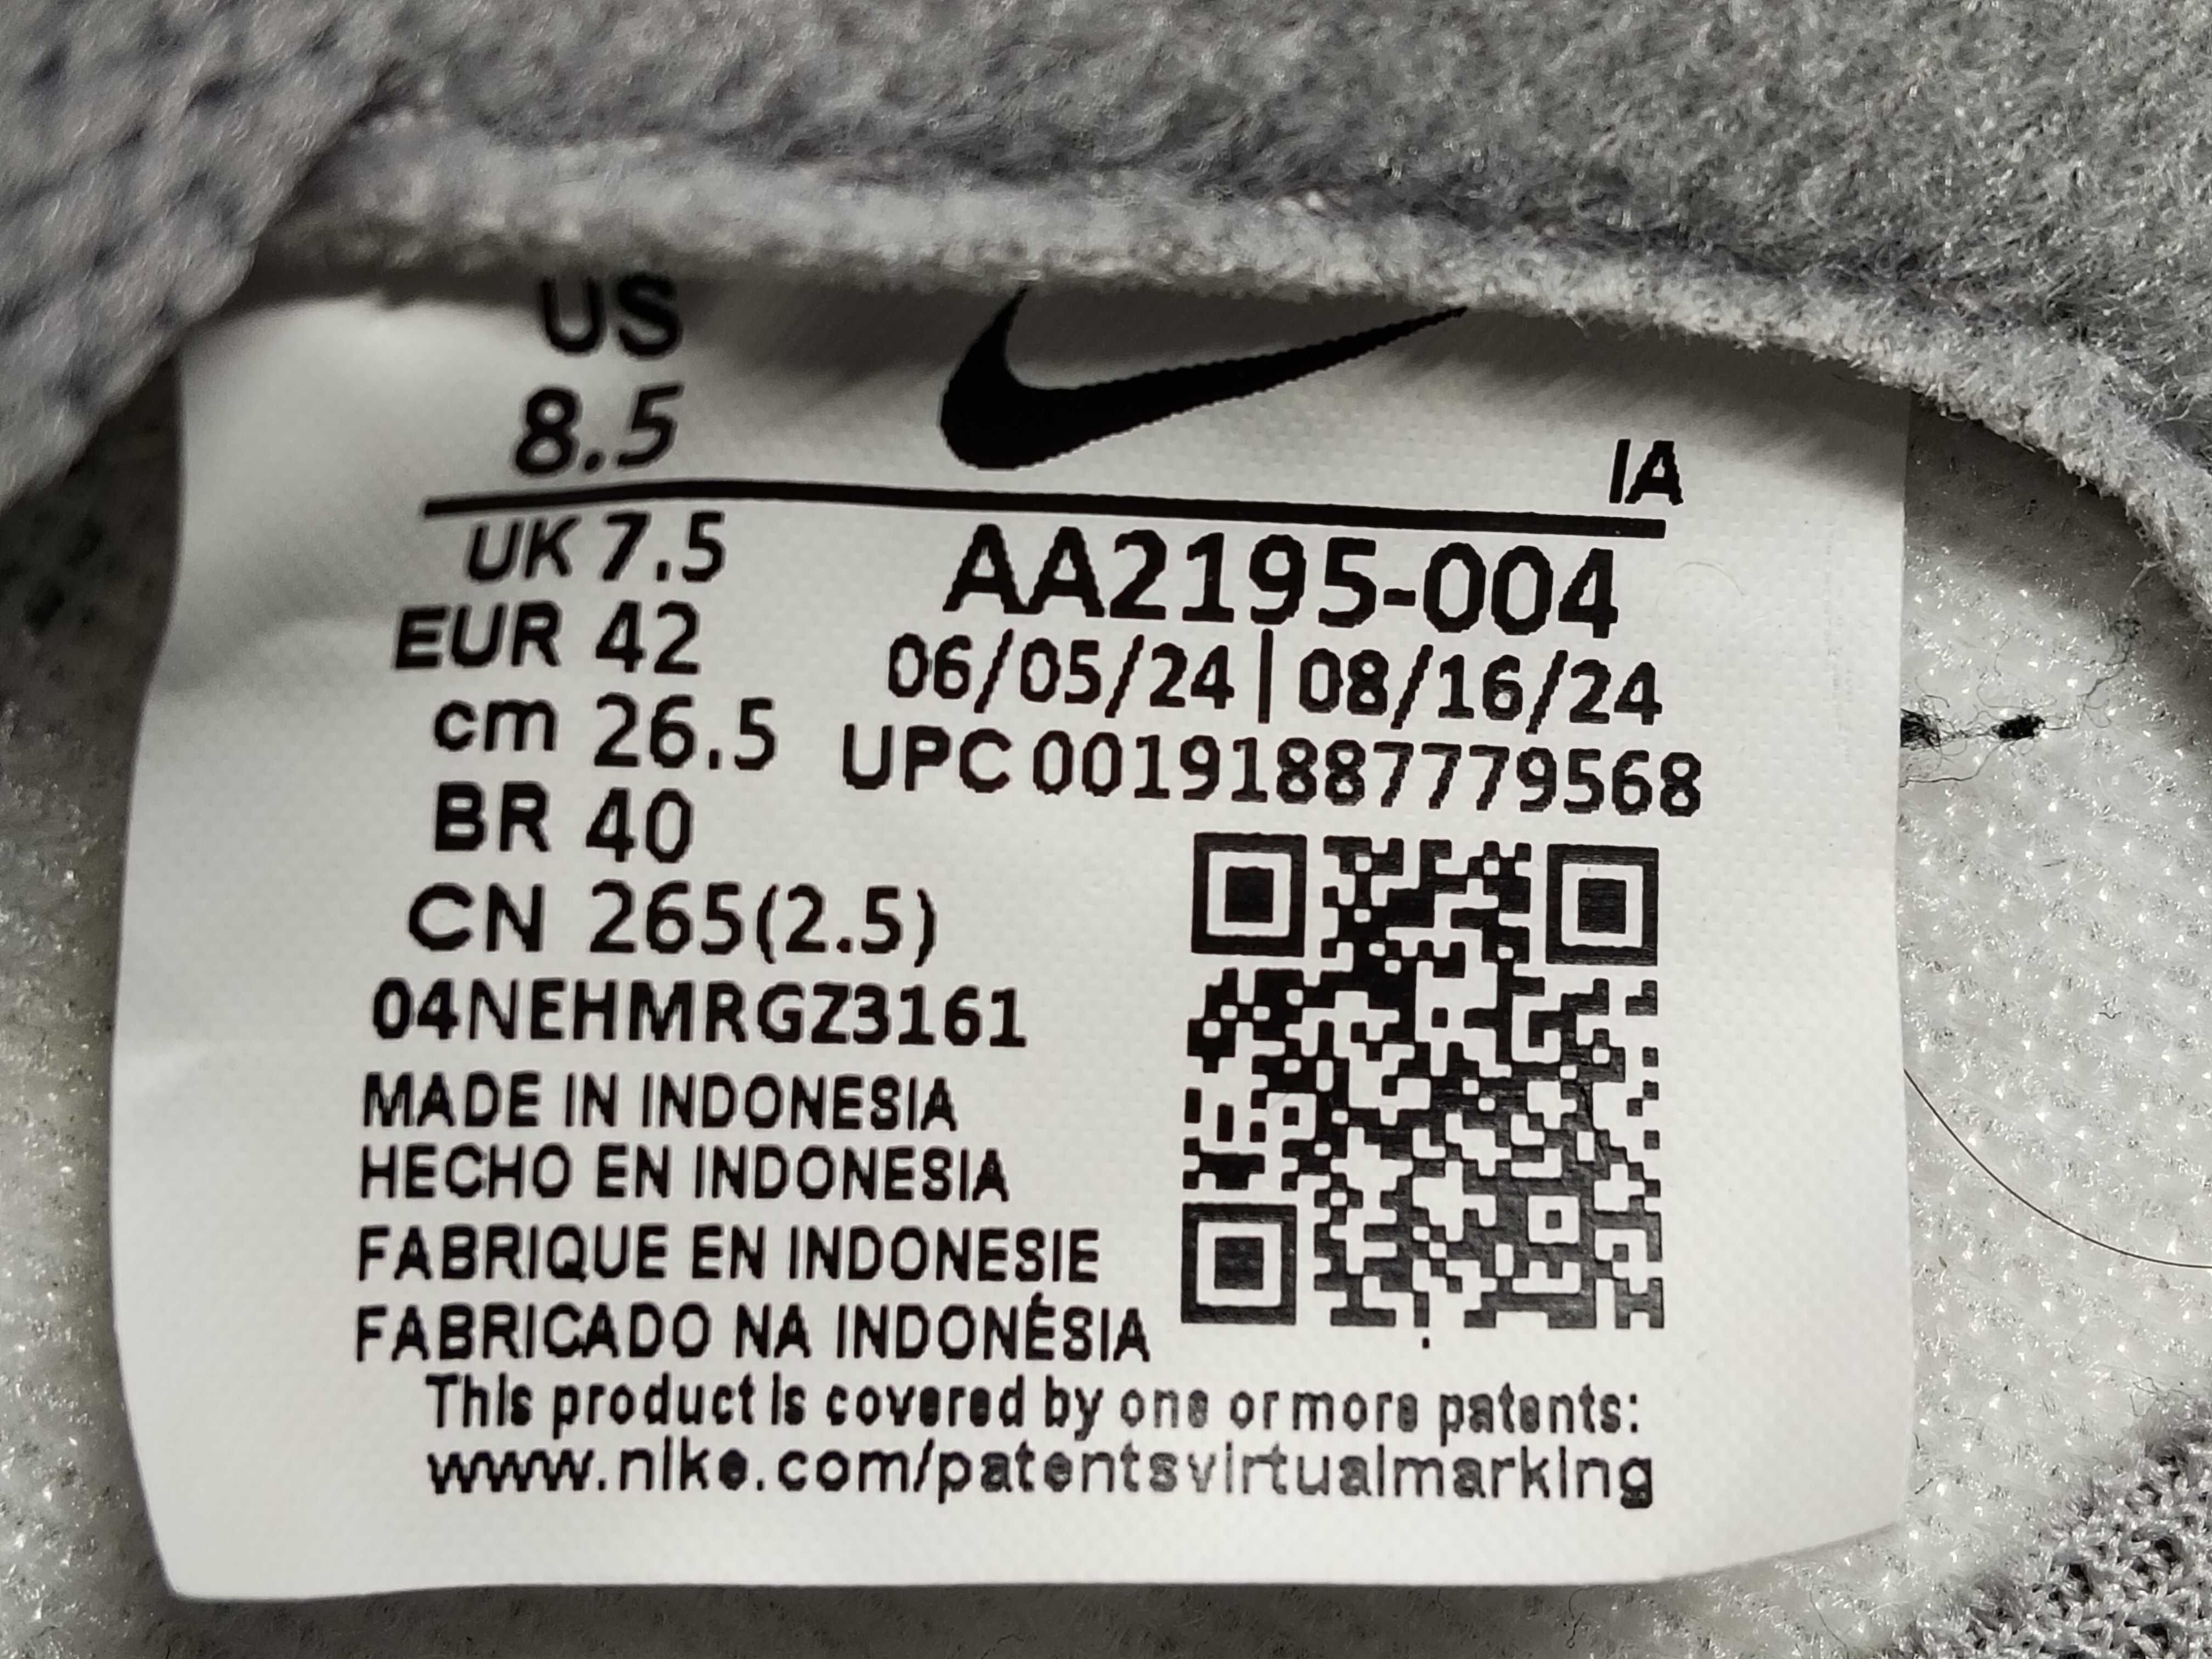 US
8.5
IA
UK 7.5
EUR 42
cm 26.5
BR 40
CN 265(2.5)
AA2195-004
06/05/24|08/16/24
UPC 00191887779568
04NEHMRGZ3161
MADE IN INDONESIA
HECHO EN INDONESIA
FABRIQUE EN INDONESIE
FABRICADO NA INDONÉSIA
This product is covered by one or more patents:
www.nike.com/patentsvirtualmarking